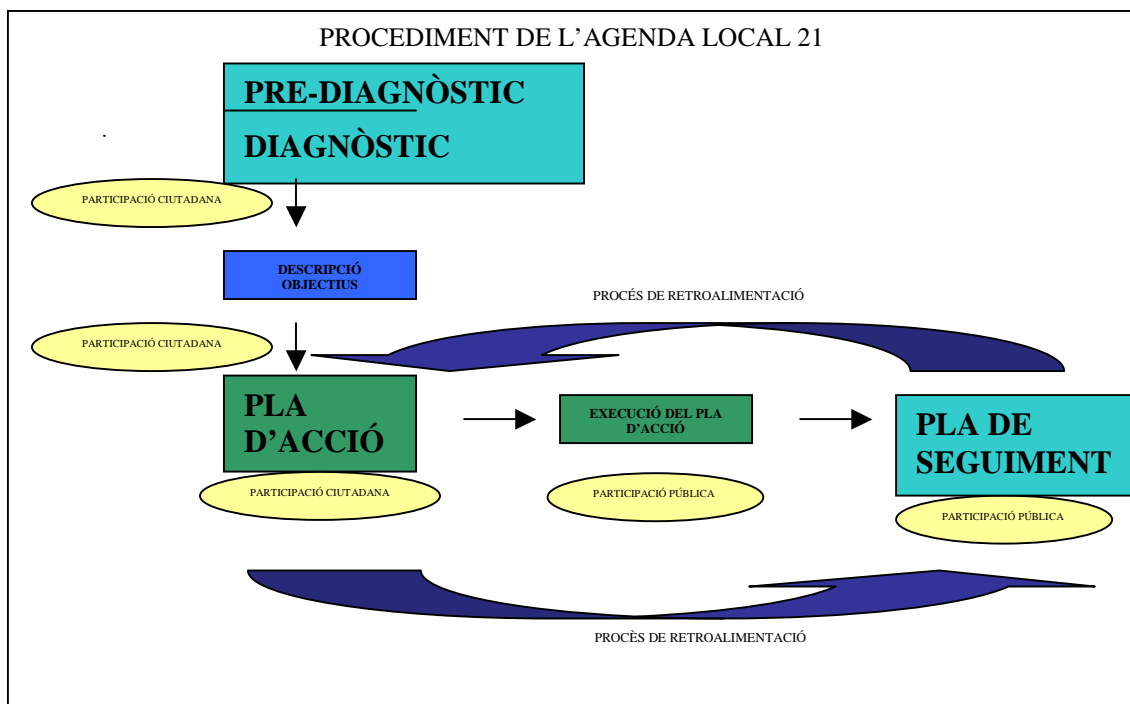 PROCEDIMENT DE L'AGENDA LOCAL 21
PRE-DIAGNÒSTIC
DIAGNÒSTIC
PARTICIPACIÓ CIUTADANA
DESCRIPCIÓ
OBJECTIUS
PROCÉS DE RETROALIMENTACIÓ
PARTICIPACIÓ CIUTADANA
PLA
D'ACCIÓ
EXECUCIÓ DEL PLA
D'ACCIÓ
PLA DE
SEGUIMENT
PARTICIPACIÓ CIUTADANA
PARTICIPACIÓ PÚBLICA
PARTICIPACIÓ PÚBLICA
PROCÈS DE RETROALIMENTACIÓ